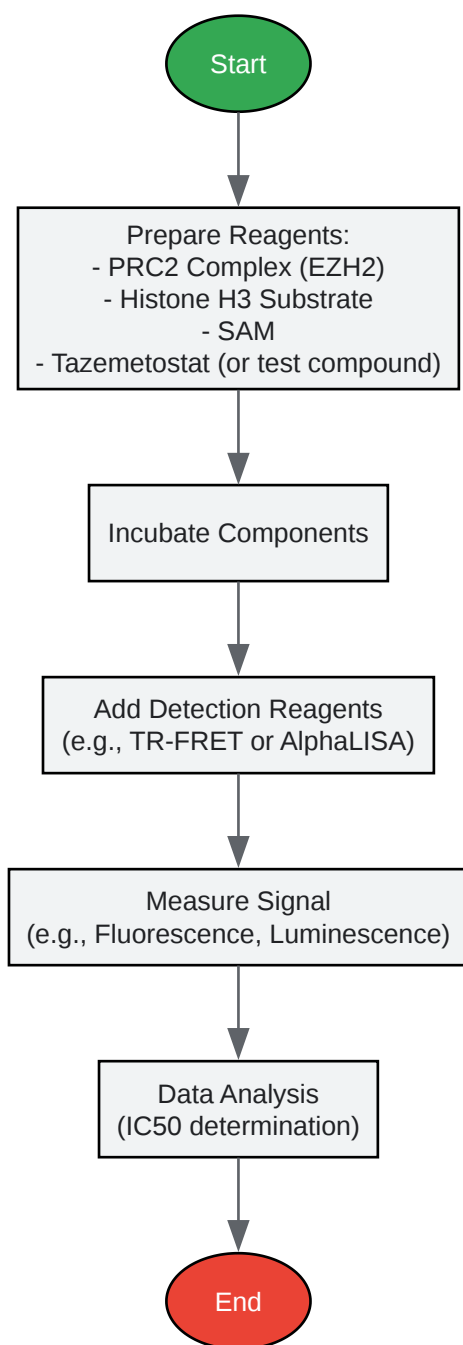 Start
Prepare Reagents:
- PRC2 Complex (EZH2)
- Histone H3 Substrate
- SAM
- Tazemetostat (or test compound)
Incubate Components
Add Detection Reagents
(e.g., TR-FRET or AlphaLISA)
Measure Signal
(e.g., Fluorescence, Luminescence)
Data Analysis
(IC50 determination)
End